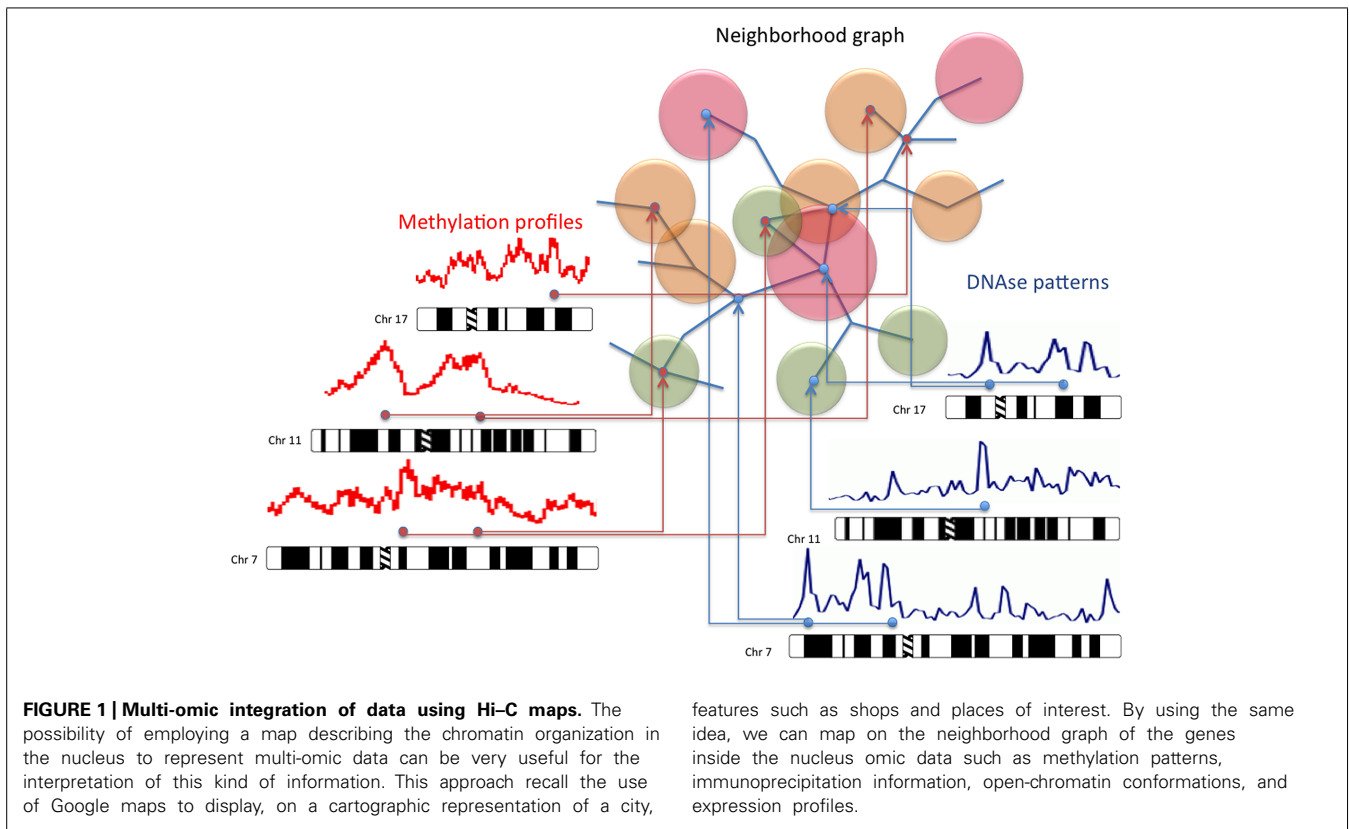 Neighborhood graph
Methylation profiles
Chr 17
Chr 11
Chr 7
DNAse patterns
Chr 17
Chr 11
Chr 7
FIGURE 1 | Multi-omic integration of data using Hi–C maps. The
possibility of employing a map describing the chromatin organization in
the nucleus to represent multi-omic data can be very useful for the
interpretation of this kind of information. This approach recall the use
of Google maps to display, on a cartographic representation of a city,
features such as shops and places of interest. By using the same
idea, we can map on the neighborhood graph of the genes
inside the nucleus omic data such as methylation patterns,
immunoprecipitation information, open-chromatin conformations, and
expression profiles.